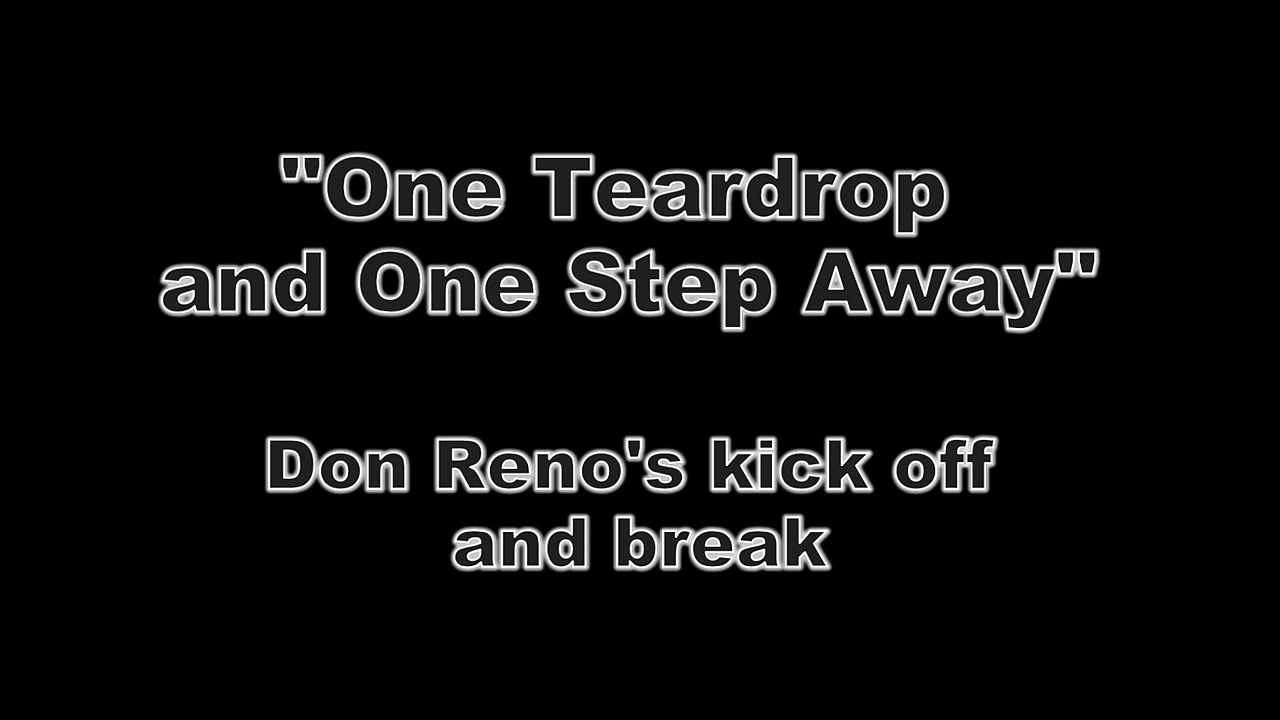 "One Teardrop
and One Step Away"
Don Reno's kick off
and break